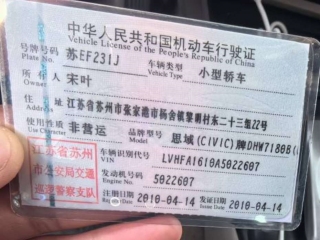 中华人民共和国机动车行驶证
Vehicle License of the People's Republic of China
号牌号码 苏EF231J 车辆类型 小型轿车
Plate No. Vehicle Type
所有人 宋叶
Owner
住址 江苏省苏州市张家港市杨舍镇黎明村东二十三组22号
Address
使用性质 非营运 品牌型号 思域(CIVIC)牌DHW7180B(
Use Character Model
江苏省苏州 车辆识别代号 LVHFA1610A5022607
VIN
市公安局交通 发动机号码 5022607
Engine No.
巡逻警察支队 注册日期 2010-04-14 发证日期 2010-04-14
Register Date Issue Date